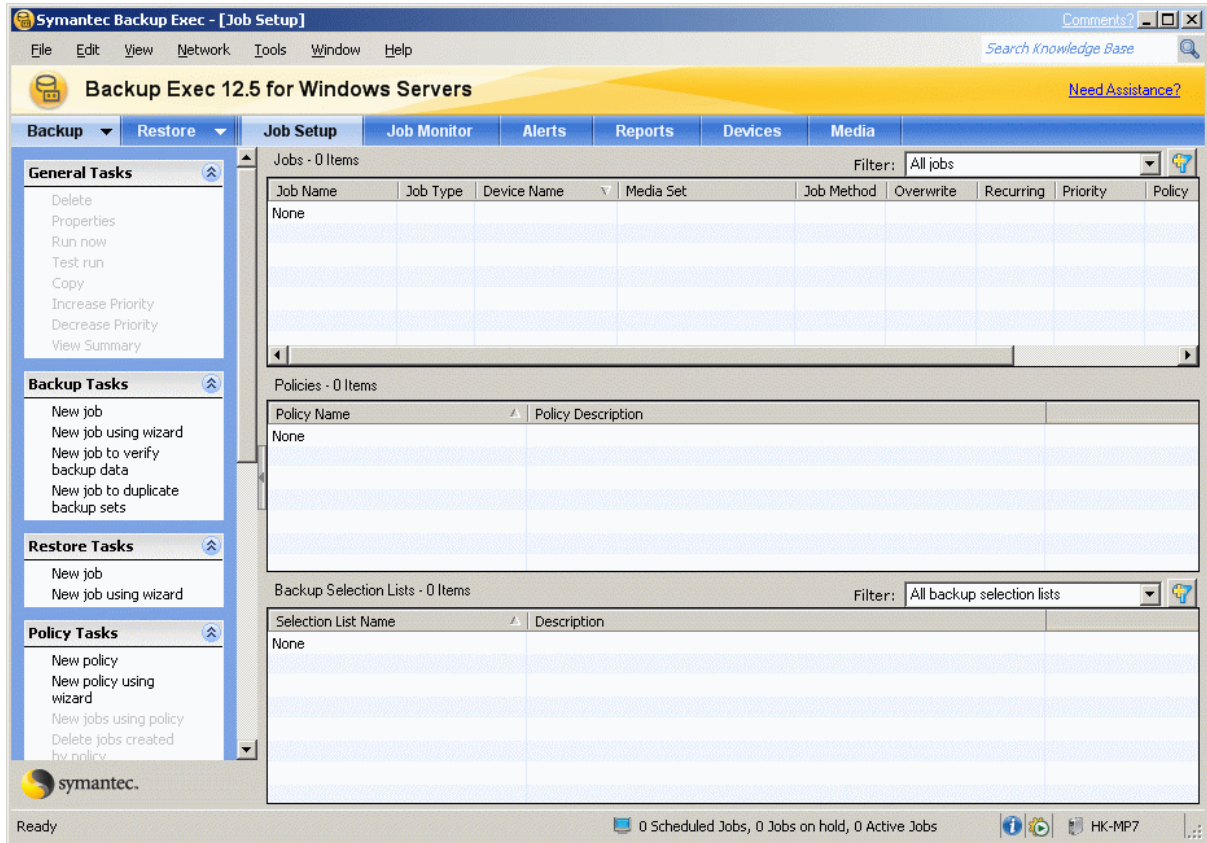 Symantec Backup Exec - [Job Setup]
Comments?
File Edit View Network Tools Window Help
Search Knowledge Base
Backup Exec 12.5 for Windows Servers
Need Assistance?
Backup Restore Job Setup Job Monitor Alerts Reports Devices Media
General Tasks
Delete
Properties
Run now
Test run
Copy
Increase Priority
Decrease Priority
View Summary
Backup Tasks
New job
New job using wizard
New job to verify
backup data
New job to duplicate
backup sets
Restore Tasks
New job
New job using wizard
Policy Tasks
New policy
New policy using
wizard
New jobs using policy
Delete jobs created
by policy
symantec.
Jobs - 0 Items
Filter: All jobs
Job Name Job Type Device Name Media Set Job Method Overwrite Recurring Priority Policy
None
Policies - 0 Items
Policy Name Policy Description
None
Backup Selection Lists - 0 Items
Filter: All backup selection lists
Selection List Name Description
None
Ready
0 Scheduled Jobs, 0 Jobs on hold, 0 Active Jobs
HK-MP7